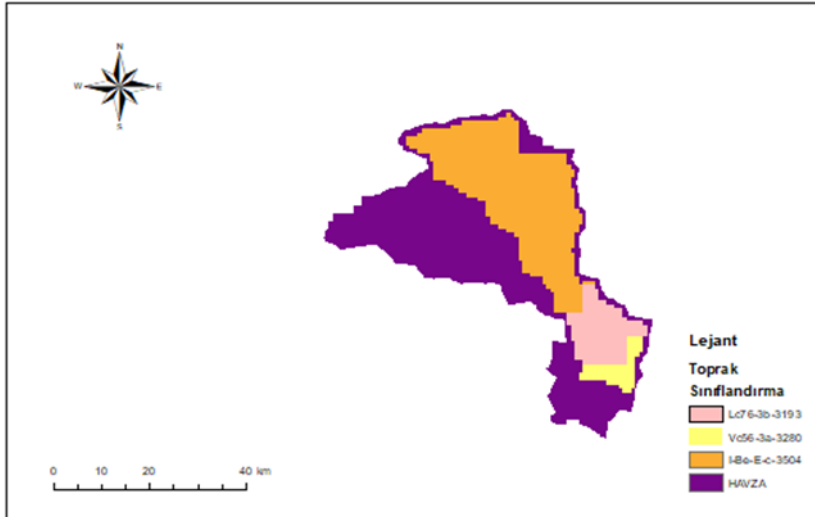 N
W E
S
Lejant
Toprak
Sınıflandırma
Lc76-3b-3193
Vc56-3a-3280
I-Be-E-c-3504
HAVZA
0 10 20 40 km